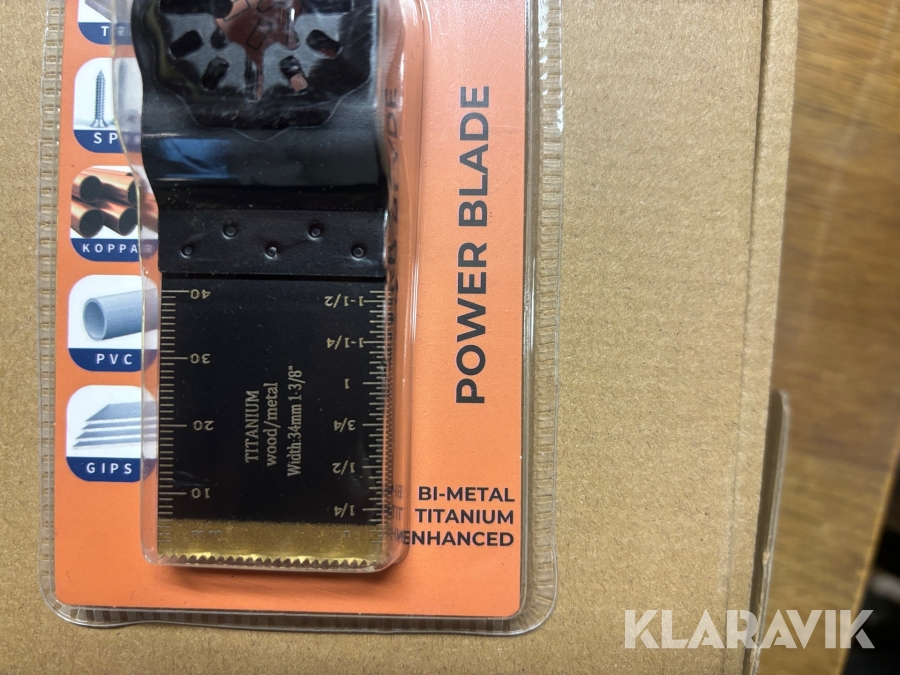 SP
KOPPA
PVC
GIPS
POWER BLADE
40
30
20
10
1-1/2
1-1/4
1
3/4
1/2
1/4
TITANIUM
wood/metal
Width:34mm 1-3/8"
BI-METAL
TITANIUM
ENHANCED
KLARAVIK